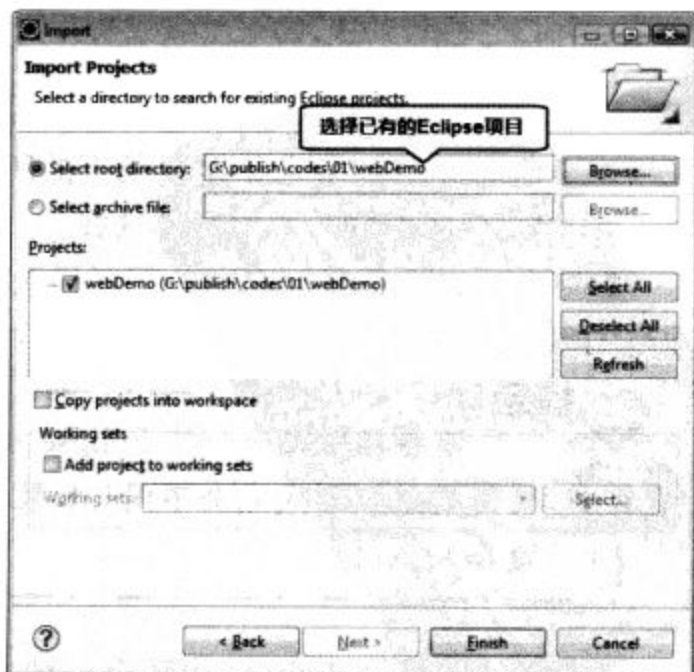 Import
Import Projects
Select a directory to search for existing Eclipse projects.
选择已有的Eclipse项目
Select root directory: G:\publish\codes\01\webDemo Browse...
Select archive file: Browse...
Projects:
webDemo (G:\publish\codes\01\webDemo)
Select All
Deselect All
Refresh
Copy projects into workspace
Working sets
Add project to working sets
Working sets: Select...
? < Back Next > Finish Cancel